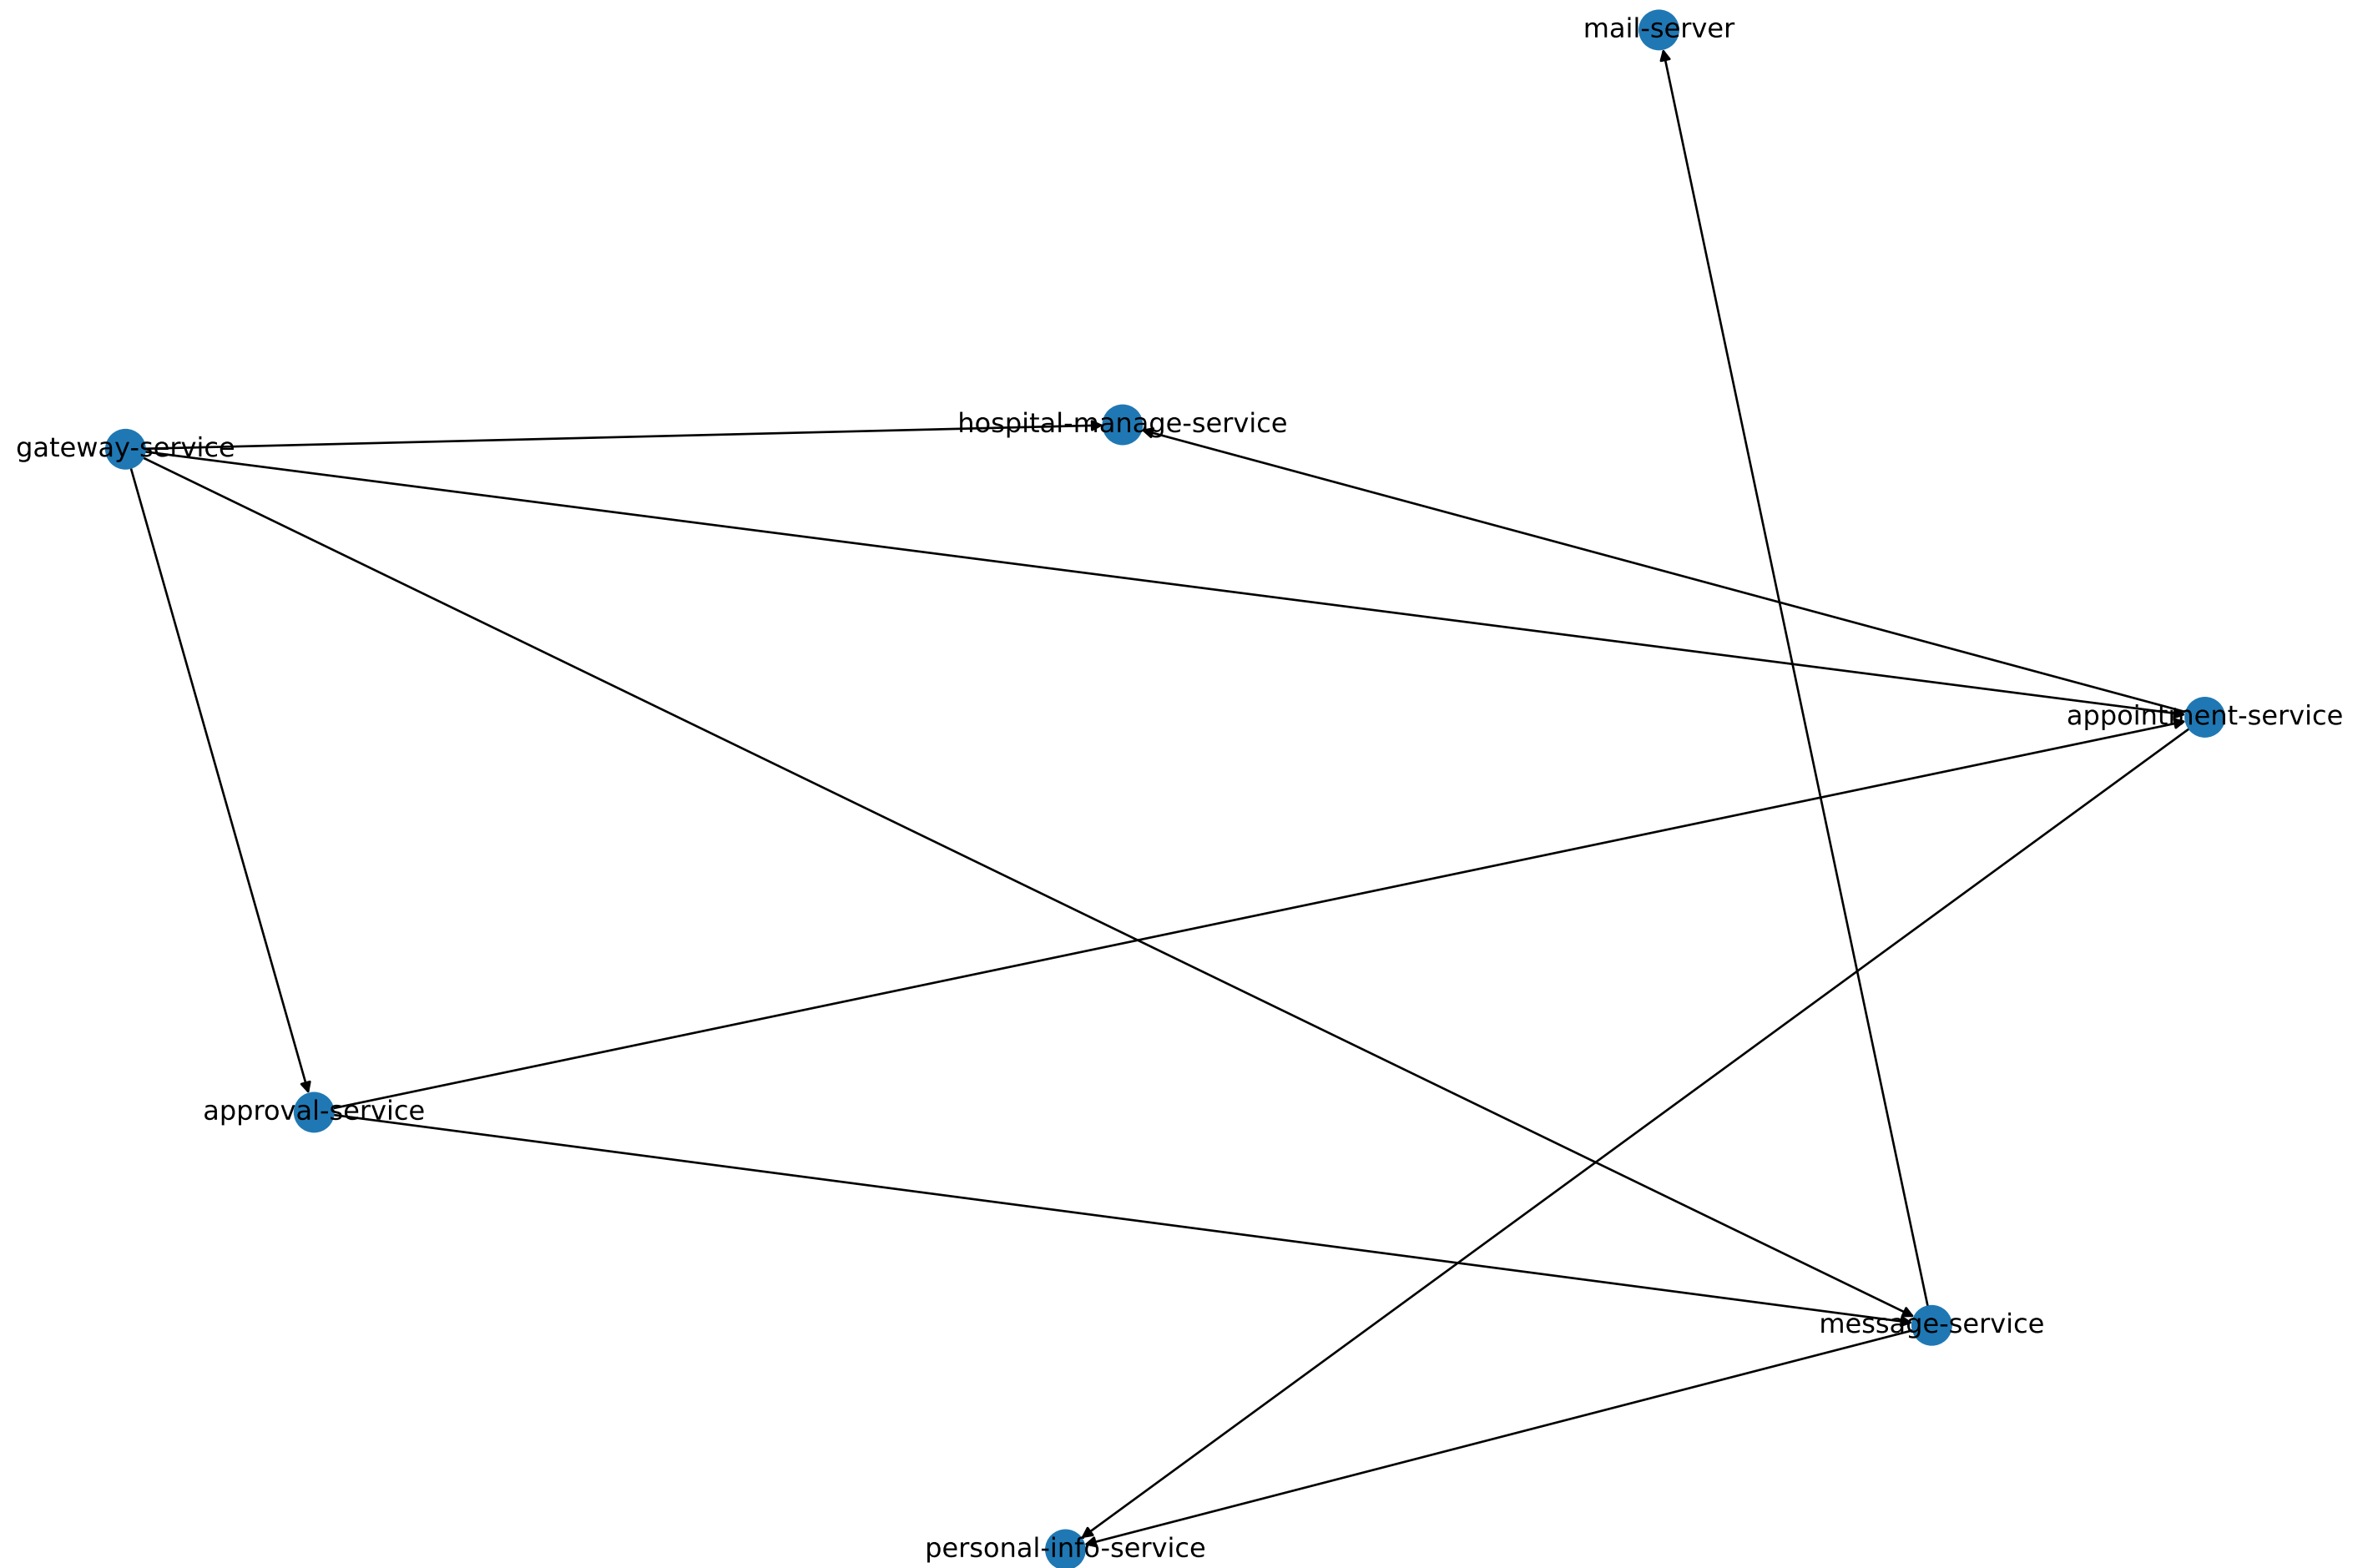 mail-server
hospital-manage-service
gateway-service
appointment-service
approval-service
message-service
personal-info-service